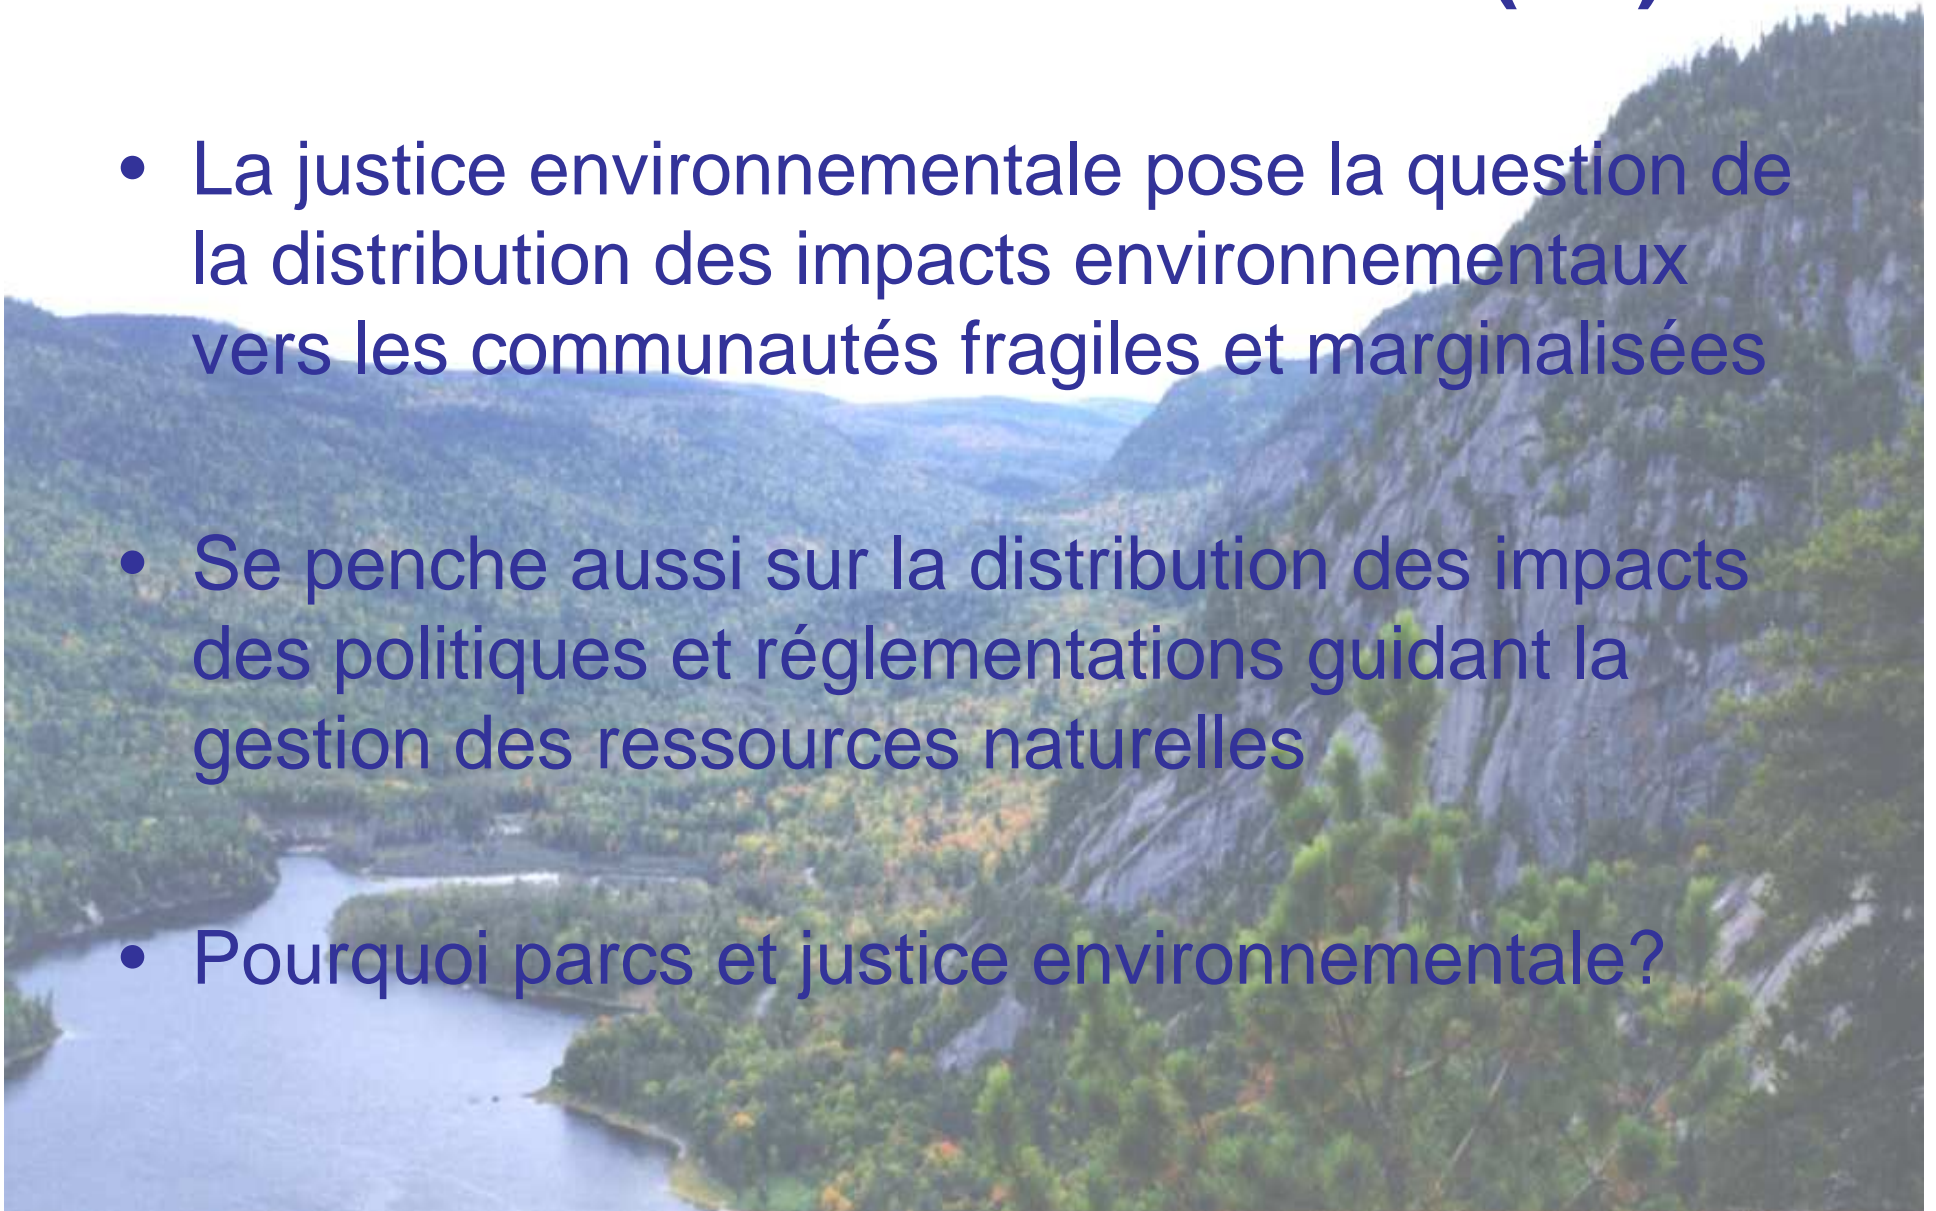 • La justice environnementale pose la question de
la distribution des impacts environnementaux
vers les communautés fragiles et marginalisées
• Se penche aussi sur la distribution des impacts
des politiques et réglementations guidant la
gestion des ressources naturelles
• Pourquoi parcs et justice environnementale?